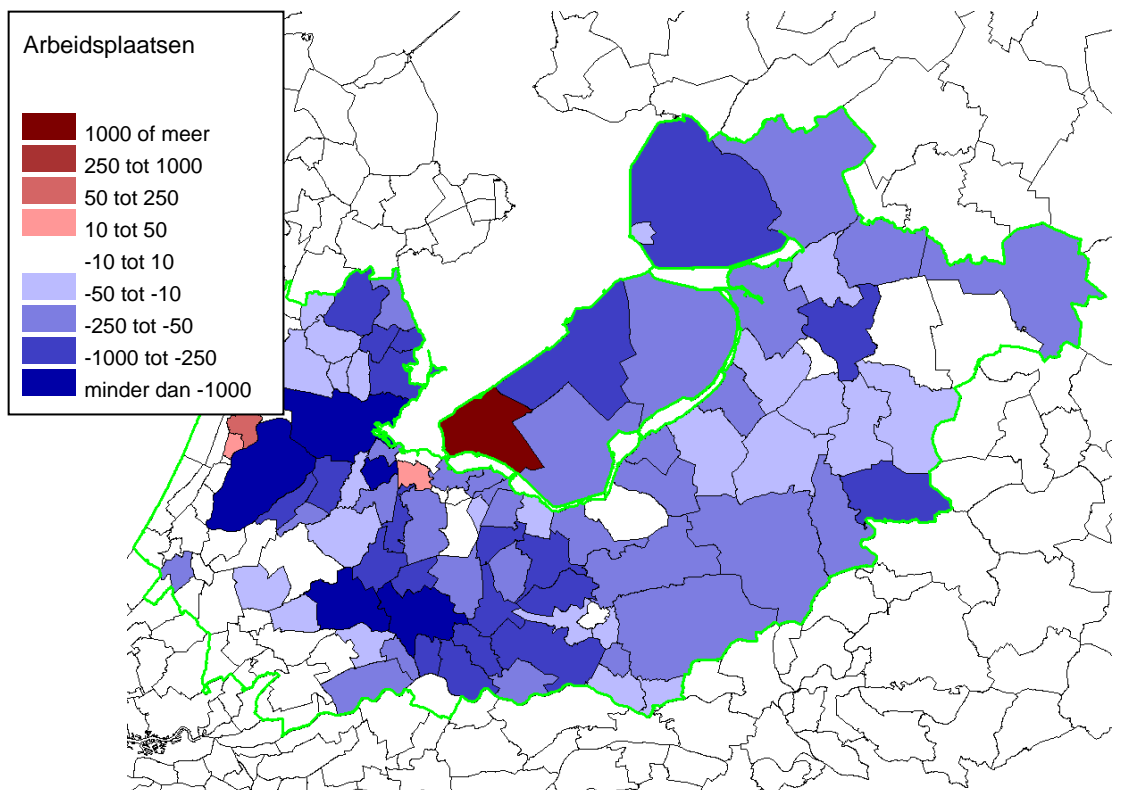 Arbeidsplaatsen
1000 of meer
250 tot 1000
50 tot 250
10 tot 50
-10 tot 10
-50 tot -10
-250 tot -50
-1000 tot -250
minder dan -1000